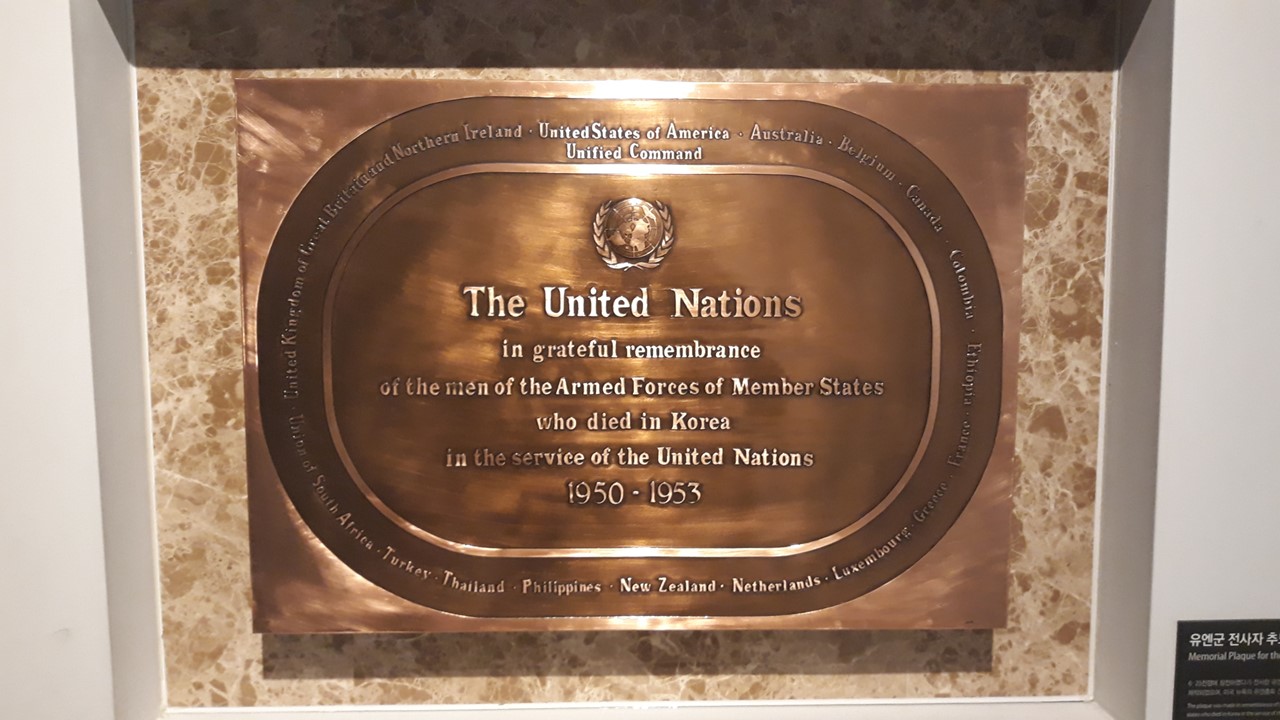 United States of America · Australia · Belgium · Canada · Colombia · Ethiopia · France · Greece · Luxembourg · Netherlands · New Zealand · Philippines · Thailand · Turkey · Union of South Africa · United Kingdom of Great Britain and Northern Ireland ·
Unified Command
The United Nations
in grateful remembrance
of the men of the Armed Forces of Member States
who died in Korea
in the service of the United Nations
1950 - 1953
유엔군 전사자
Memorial Plaque for the